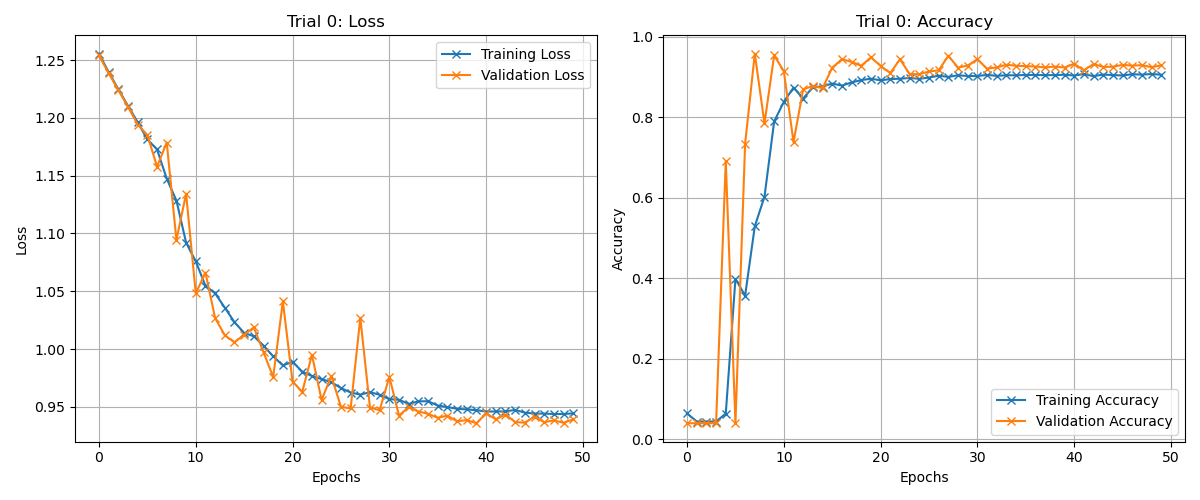 Trial 0: Loss
1.25
1.20
1.15
1.10
1.05
1.00
0.95
Loss
0
10
20
30
40
50
Epochs
Training Loss
Validation Loss
Trial 0: Accuracy
1.0
0.8
0.6
0.4
0.2
0.0
Accuracy
0
10
20
30
40
50
Epochs
Training Accuracy
Validation Accuracy